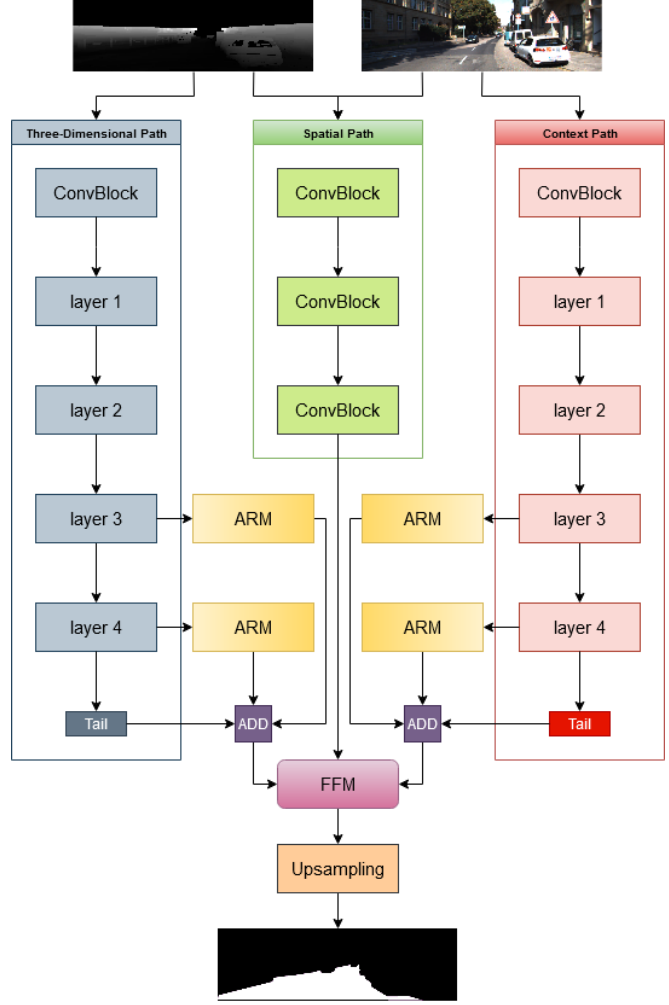 Three-Dimensional Path
Spatial Path
Context Path
ConvBlock
ConvBlock
ConvBlock
layer 1
ConvBlock
layer 1
layer 2
ConvBlock
layer 2
layer 3
ARM
ARM
layer 3
layer 4
ARM
ARM
layer 4
Tail
ADD
ADD
Tail
FFM
Upsampling